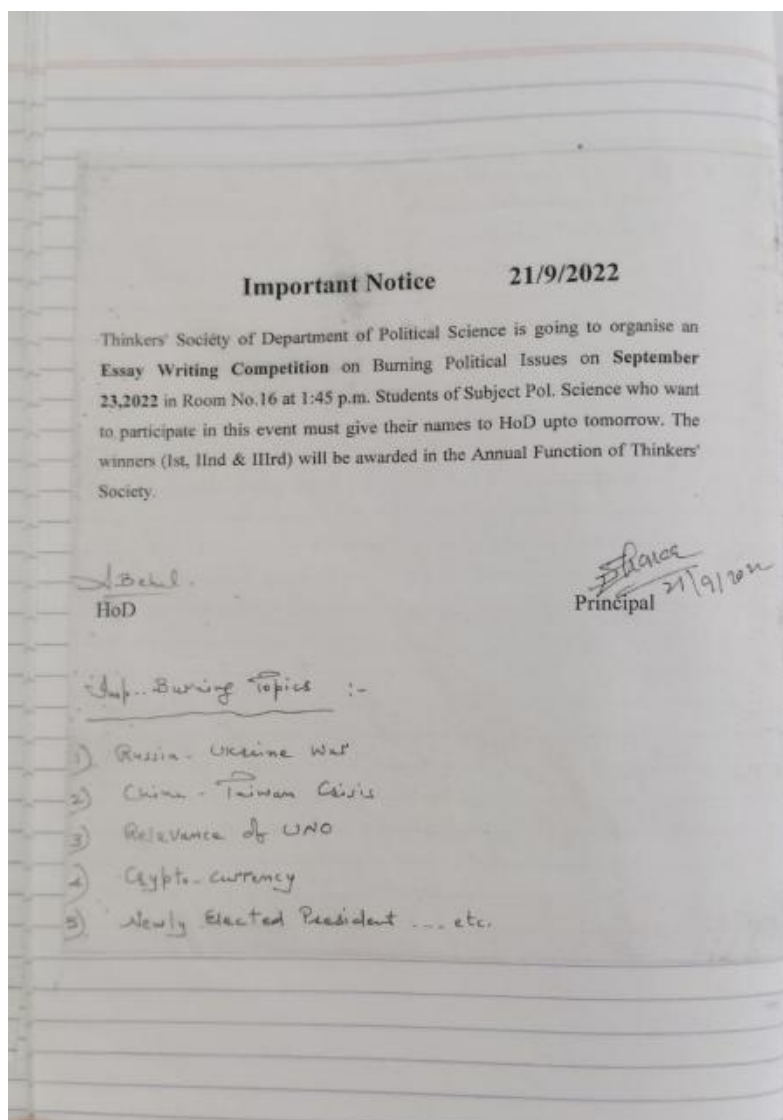 Important Notice 21/9/2022
Thinkers' Society of Department of Political Science is going to organise an
Essay Writing Competition on Burning Political Issues on September
23,2022 in Room No.16 at 1:45 p.m. Students of Subject Pol. Science who want
to participate in this event must give their names to HoD upto tomorrow. The
winners (Ist, IInd & IIIrd) will be awarded in the Annual Function of Thinkers'
Society.
HoD
Principal 21/9/2022
Imp.. Burning Topics :-
1) Russia - Ukraine War
2) China - Taiwan Crisis
3) Relevance of UNO
4) Crypto-currency
5) Newly Elected President ... etc.